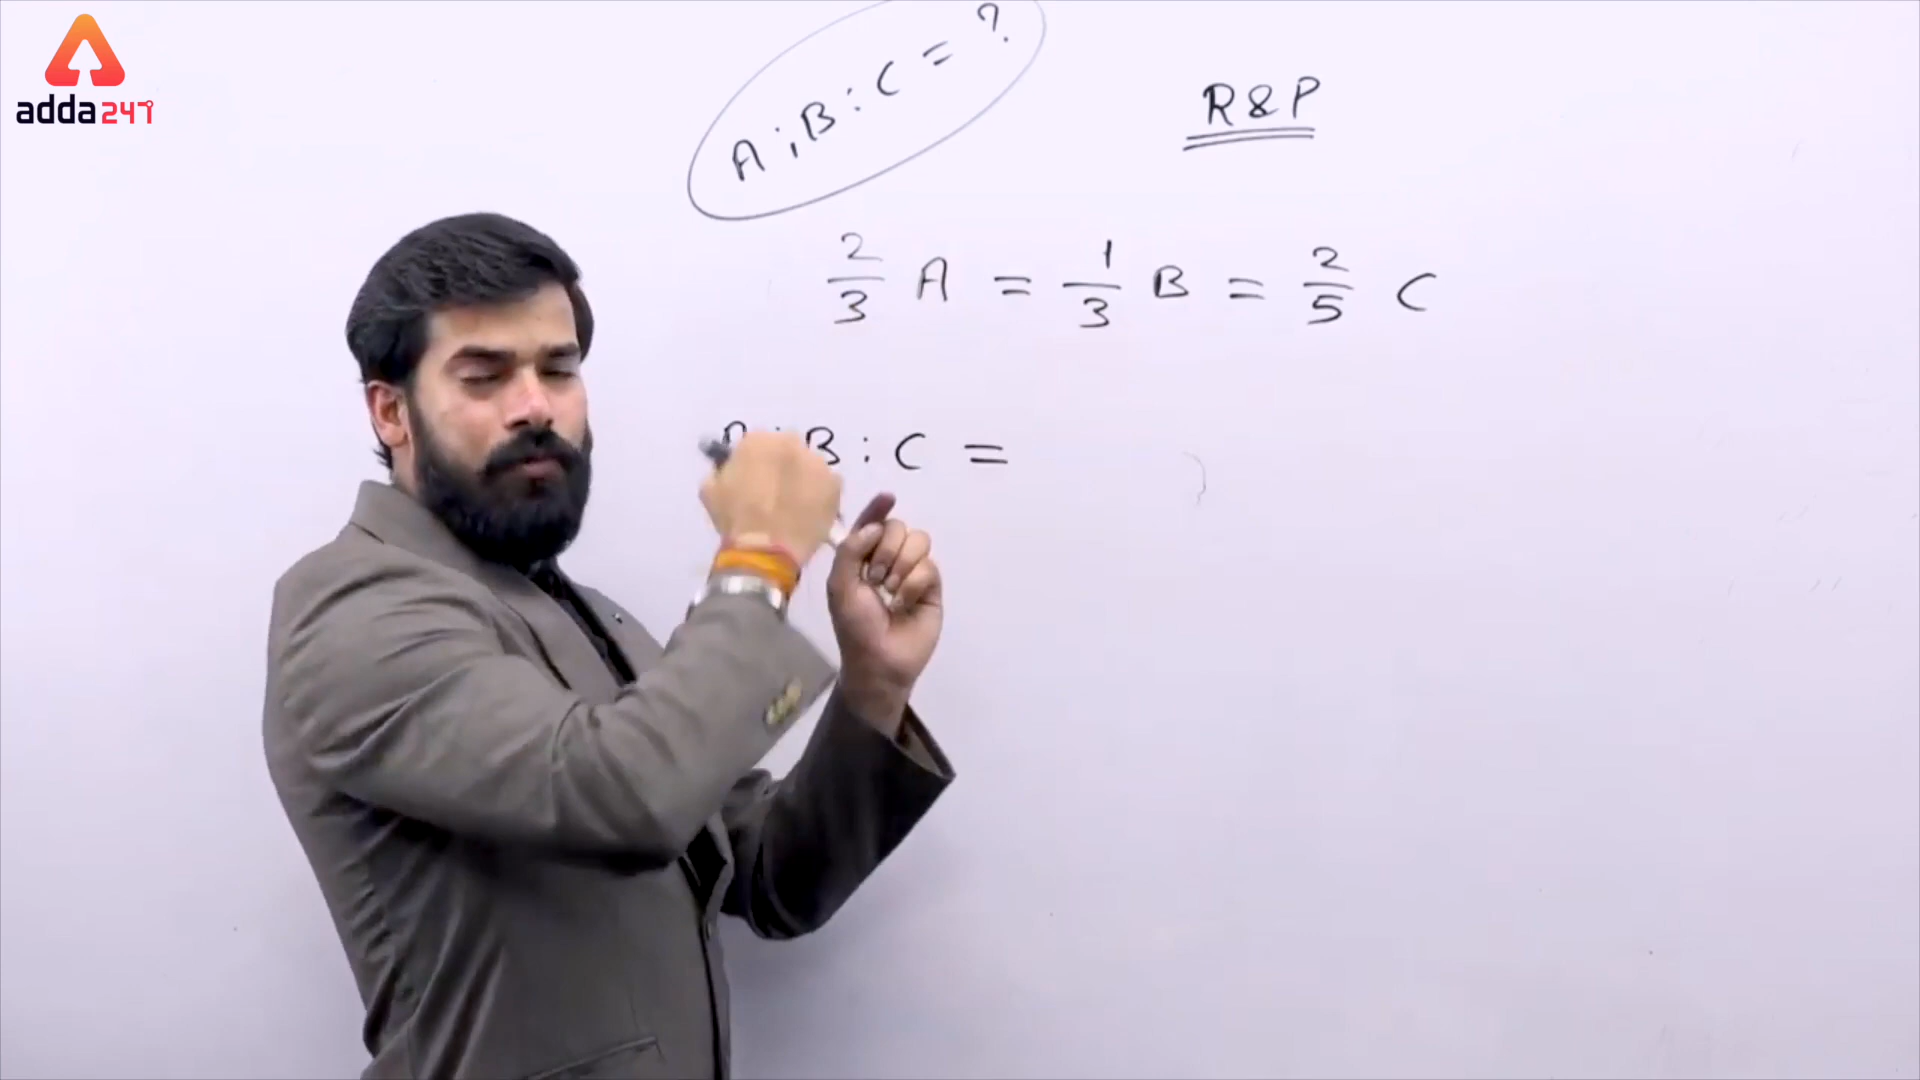 adda247
A : B : C = ?
R & P
2/3 A = 1/3 B = 2/5 C
: B : C =